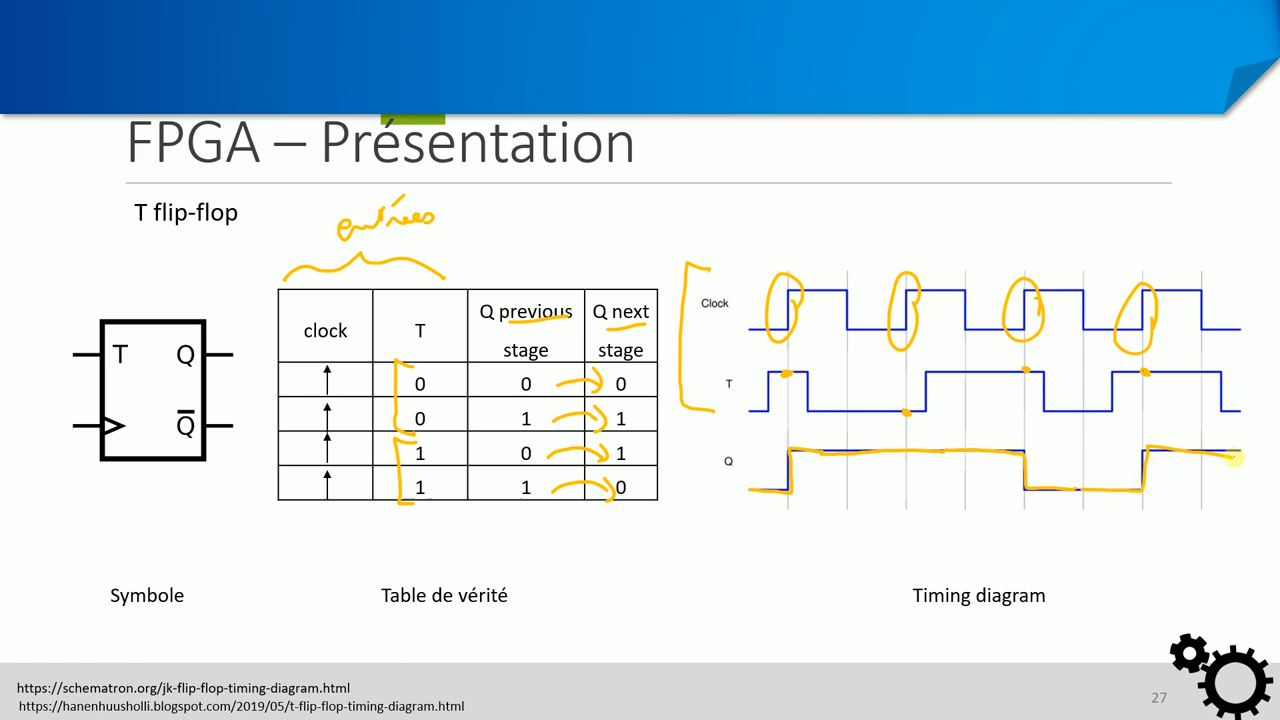 FPGA – Présentation
T flip-flop
entrées
clock T Q previous stage Q next stage
↑ 0 0 0
↑ 0 1 1
↑ 1 0 1
↑ 1 1 0
T Q
Q̅
Clock
T
Q
Symbole
Table de vérité
Timing diagram
https://schematron.org/jk-flip-flop-timing-diagram.html
https://hanenhuusholli.blogspot.com/2019/05/t-flip-flop-timing-diagram.html
27